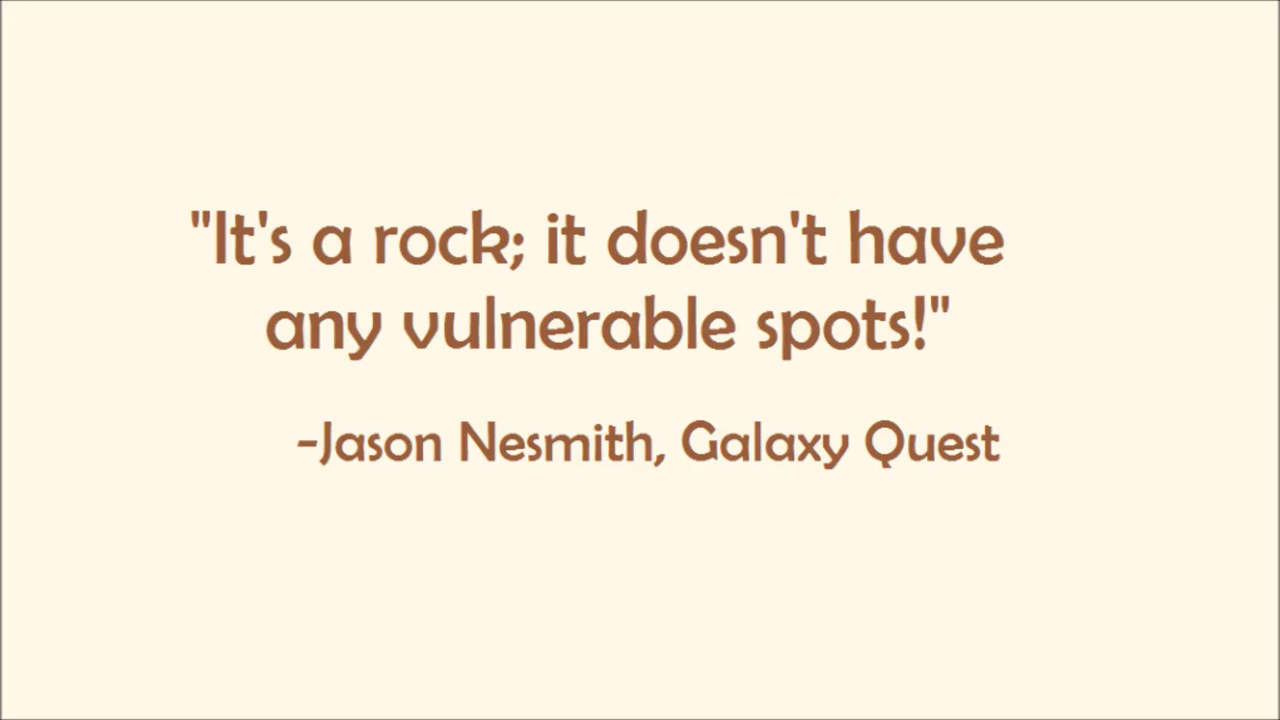 "It's a rock; it doesn't have
any vulnerable spots!"
-Jason Nesmith, Galaxy Quest